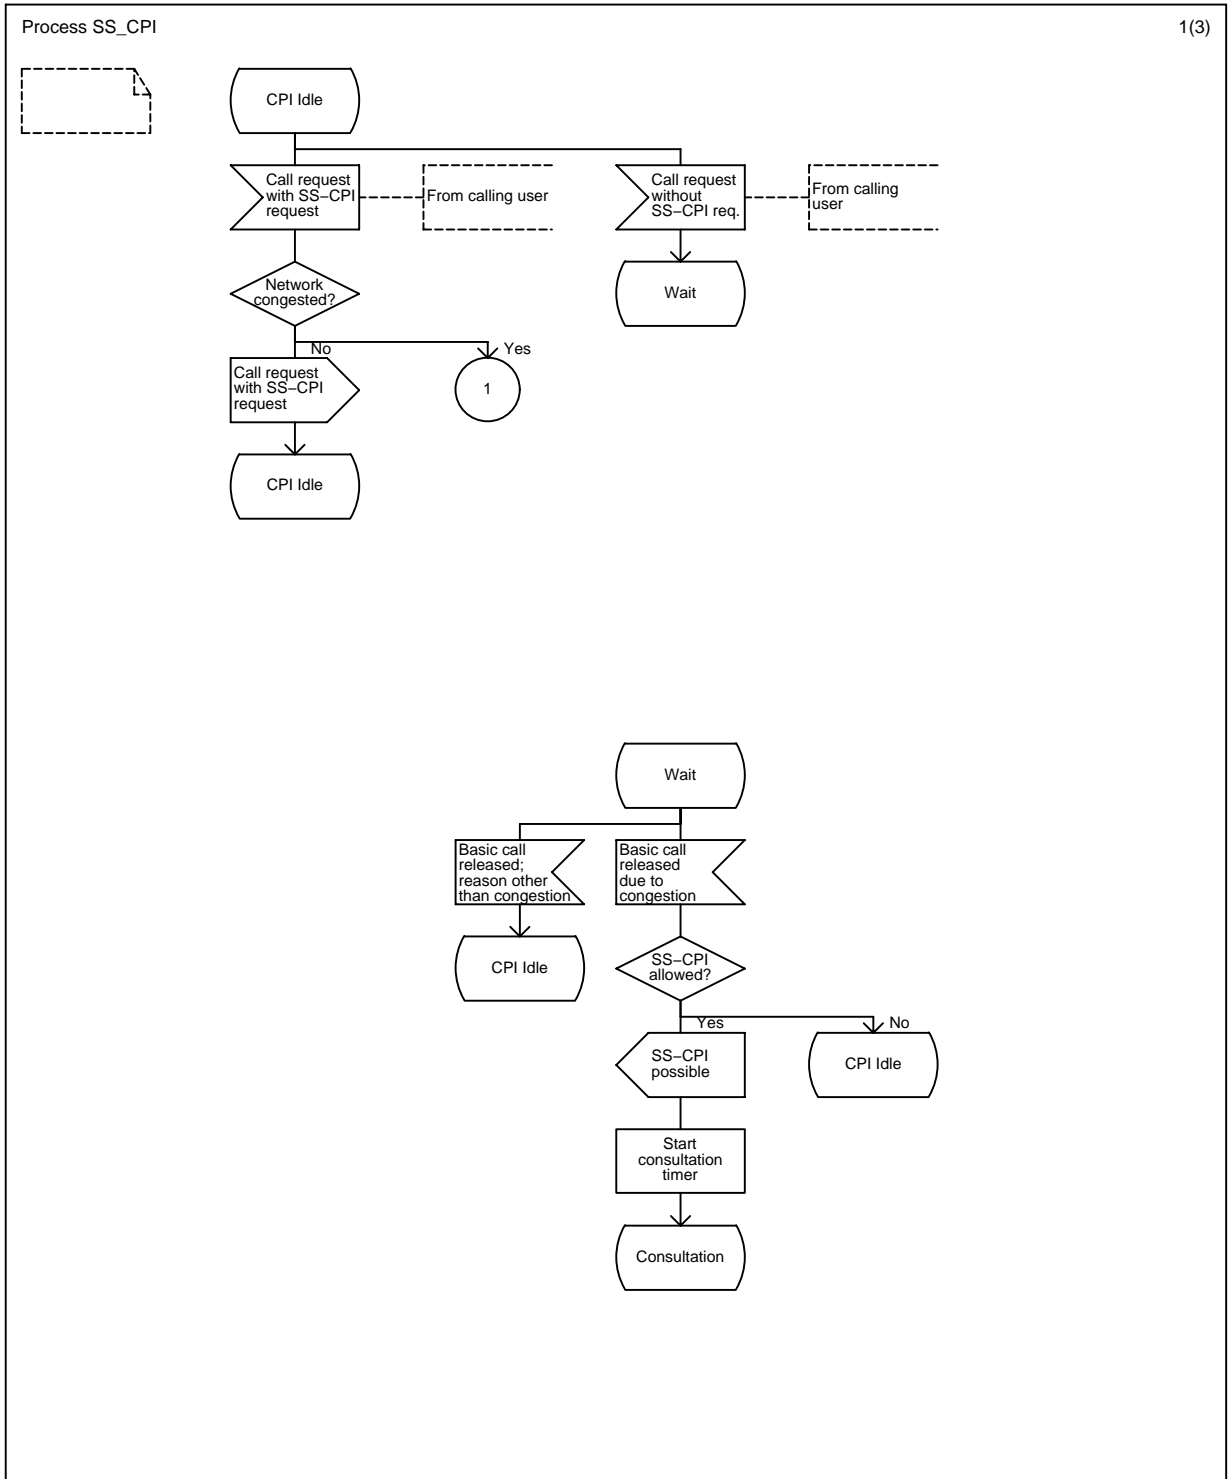 Process SS_CPI
1(3)
CPI Idle
Call request
with SS−CPI
request
From calling user
Call request
without
SS−CPI req.
From calling
user
Network
congested?
Wait
No
Yes
Call request
with SS−CPI
request
1
CPI Idle
Wait
Basic call
released;
reason other
than congestion
Basic call
released
due to
congestion
CPI Idle
SS−CPI
allowed?
Yes
No
SS−CPI
possible
CPI Idle
Start
consultation
timer
Consultation